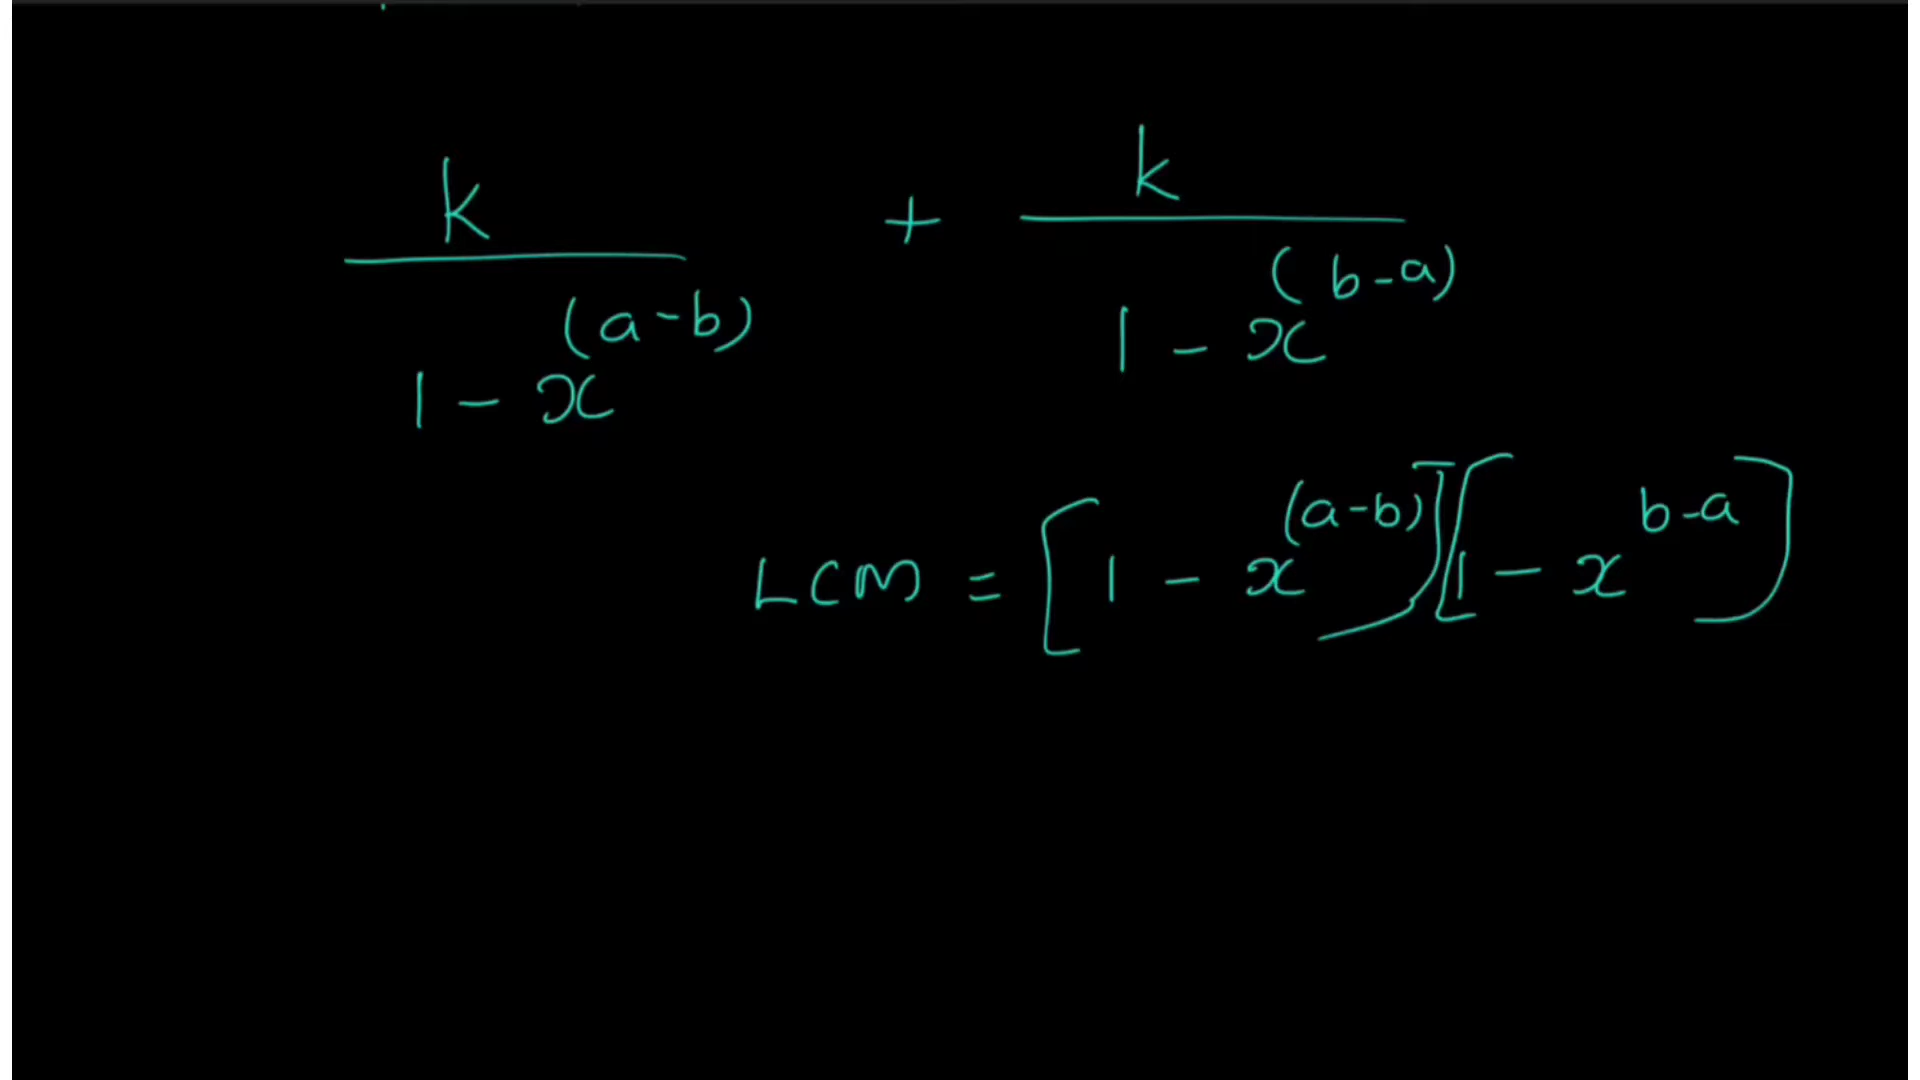 k/(1 - x^(a-b)) + k/(1 - x^(b-a))
LCM = [1 - x^(a-b)][1 - x^b-a]